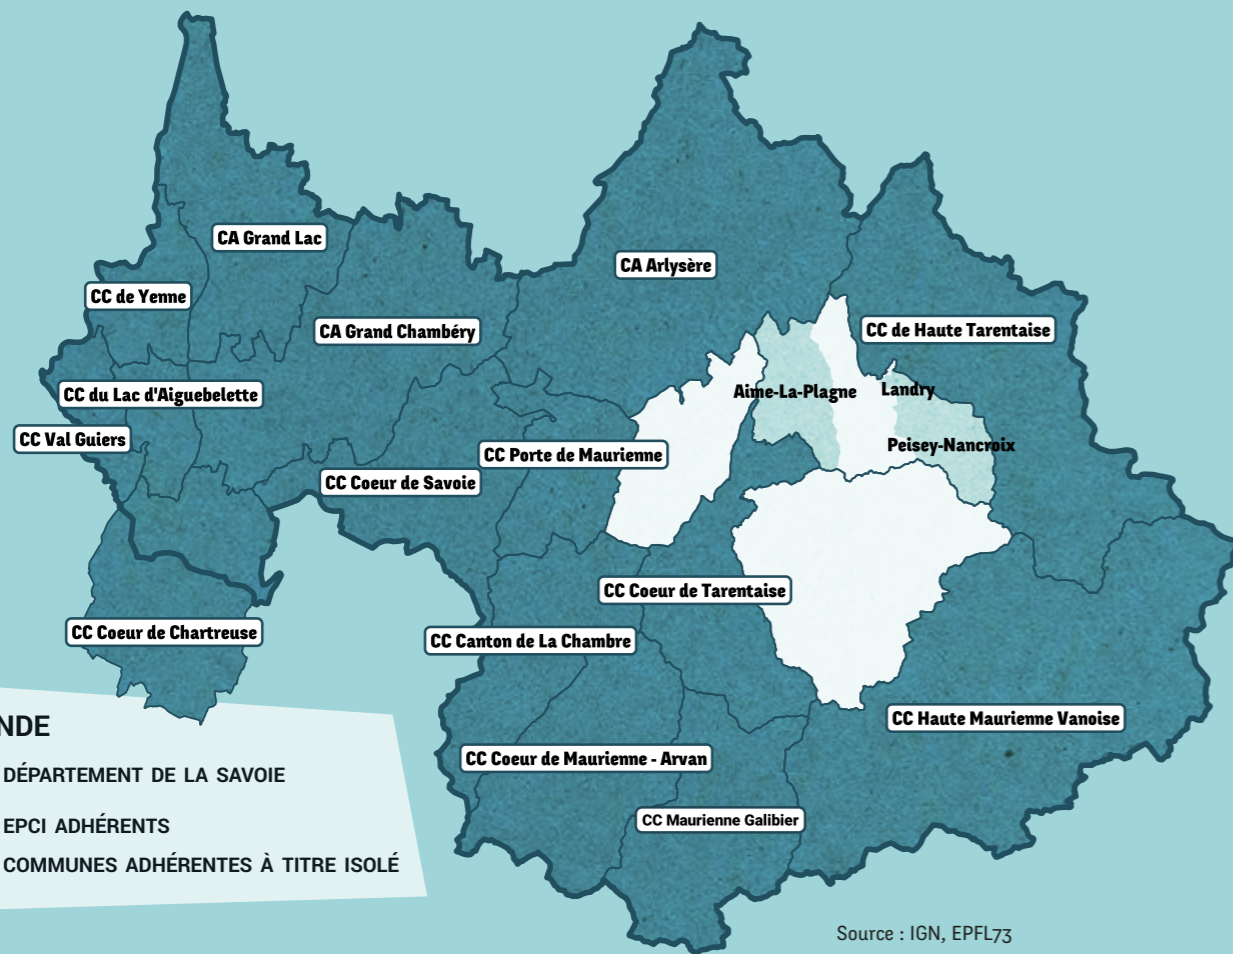 CA Grand Lac
CA Arlysère
CC de Yenne
CA Grand Chambéry
CC de Haute Tarentaise
Aime-La-Plagne
Landry
CC du Lac d'Aiguebelette
CC Val Guiers
Peisey-Nancroix
CC Porte de Maurienne
CC Coeur de Savoie
CC Coeur de Tarentaise
CC Coeur de Chartreuse
CC Canton de La Chambre
CC Haute Maurienne Vanoise
NDE
CC Coeur de Maurienne - Arvan
DÉPARTEMENT DE LA SAVOIE
CC Maurienne Galibier
EPCI ADHÉRENTS
COMMUNES ADHÉRENTES À TITRE ISOLÉ
Source : IGN, EPFL73